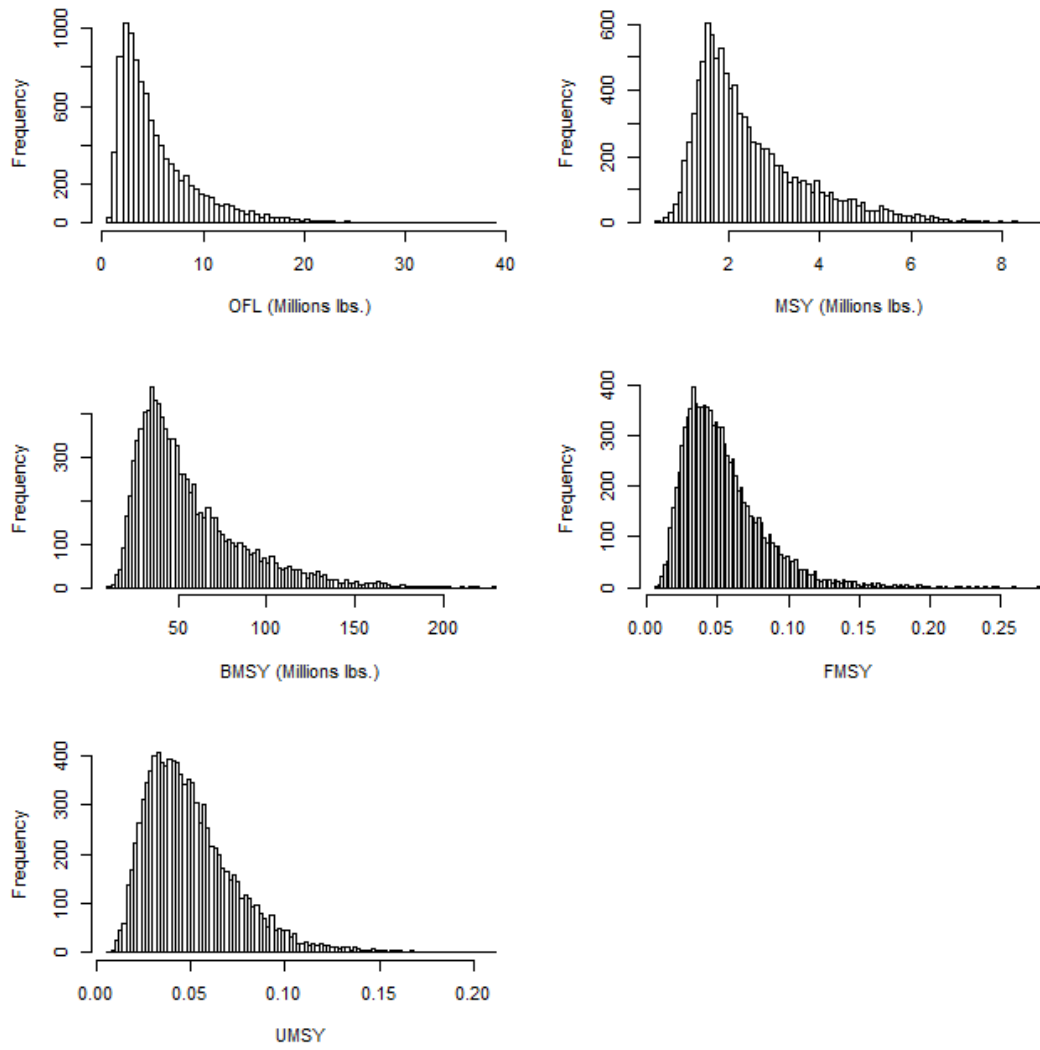 Frequency
1000
600
200
0
0 10 20 30 40
OFL (Millions lbs.)
Frequency
600
400
200
0
2 4 6 8
MSY (Millions lbs.)
Frequency
300
100
0
50 100 150 200
BMSY (Millions lbs.)
Frequency
400
300
200
100
0
0.00 0.05 0.10 0.15 0.20 0.25
FMSY
Frequency
400
300
200
100
0
0.00 0.05 0.10 0.15 0.20
UMSY